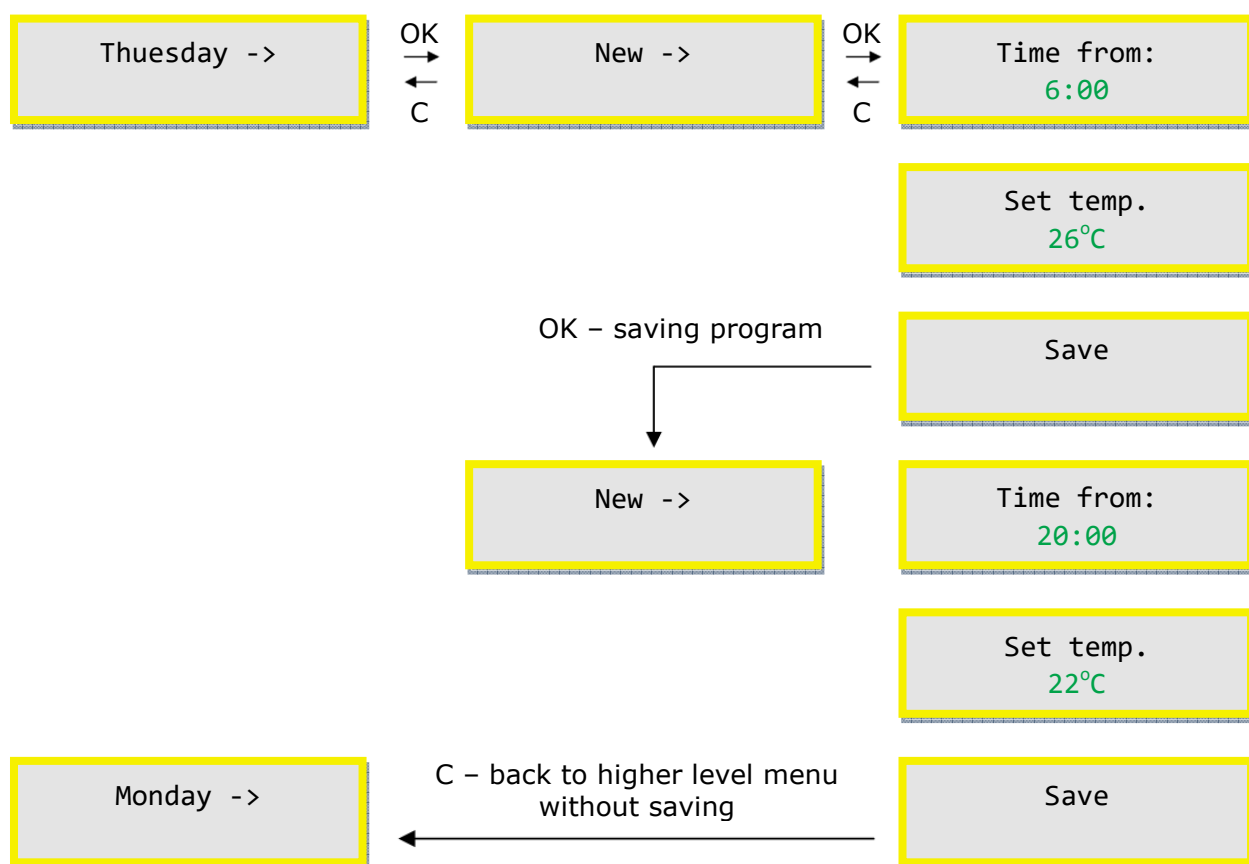 Thuesday ->
OK
C
New ->
OK
C
Time from:
6:00
Set temp.
26°C
OK – saving program
Save
New ->
Time from:
20:00
Set temp.
22°C
Monday ->
C – back to higher level menu
without saving
Save